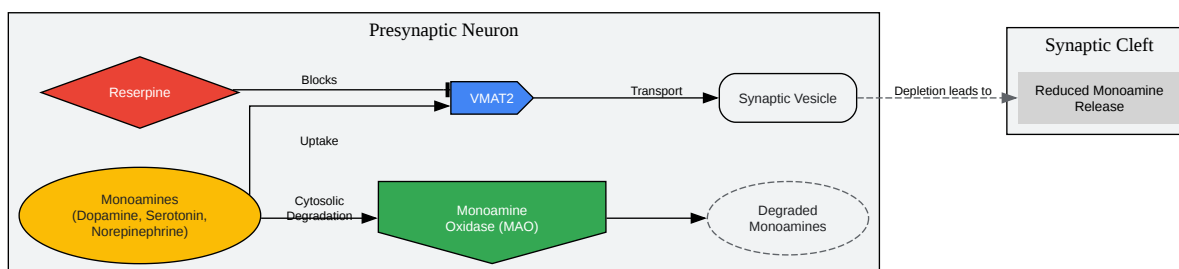 Presynaptic Neuron
Synaptic Cleft
Blocks
Reserpine
VMAT2
Transport
Synaptic Vesicle
Depletion leads to
Reduced Monoamine
Release
Uptake
Monoamines
(Dopamine, Serotonin,
Norepinephrine)
Cytosolic
Degradation
Monoamine
Oxidase (MAO)
Degraded
Monoamines